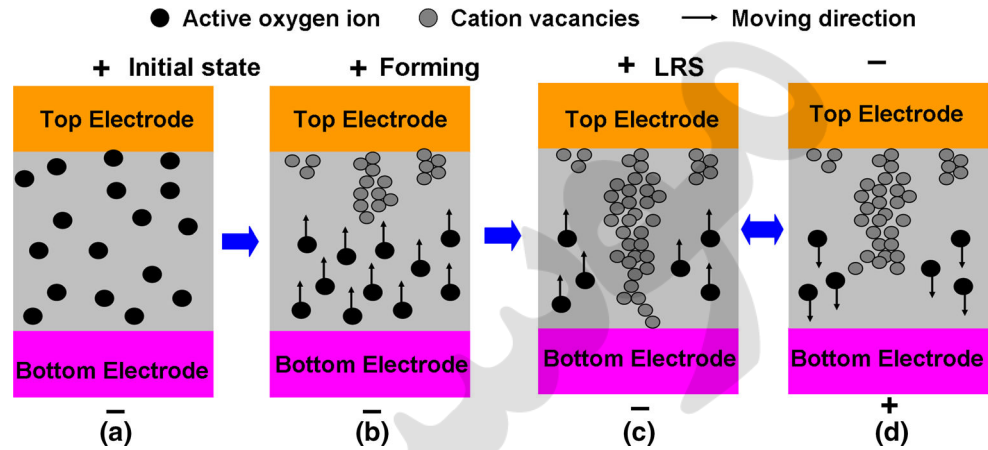 Active oxygen ion Cation vacancies Moving direction
+ Initial state + Forming + LRS −
Top Electrode Top Electrode Top Electrode Top Electrode
Bottom Electrode Bottom Electrode Bottom Electrode Bottom Electrode
− − − +
(a) (b) (c) (d)